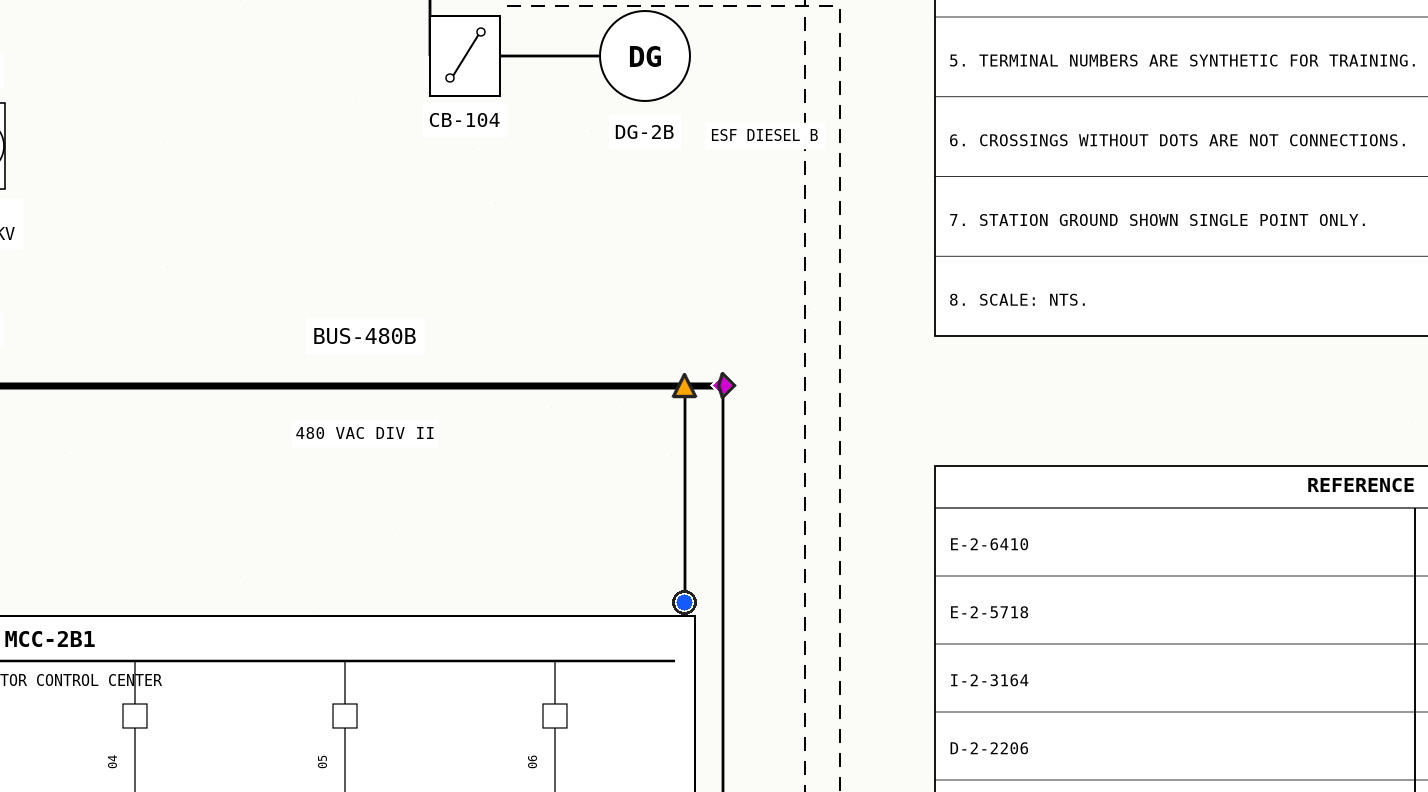 DG
CB-104
DG-2B
ESF DIESEL B
KV
BUS-480B
480 VAC DIV II
MCC-2B1
TOR CONTROL CENTER
04
05
06
5. TERMINAL NUMBERS ARE SYNTHETIC FOR TRAINING.
6. CROSSINGS WITHOUT DOTS ARE NOT CONNECTIONS.
7. STATION GROUND SHOWN SINGLE POINT ONLY.
8. SCALE: NTS.
REFERENCE
E-2-6410
E-2-5718
I-2-3164
D-2-2206